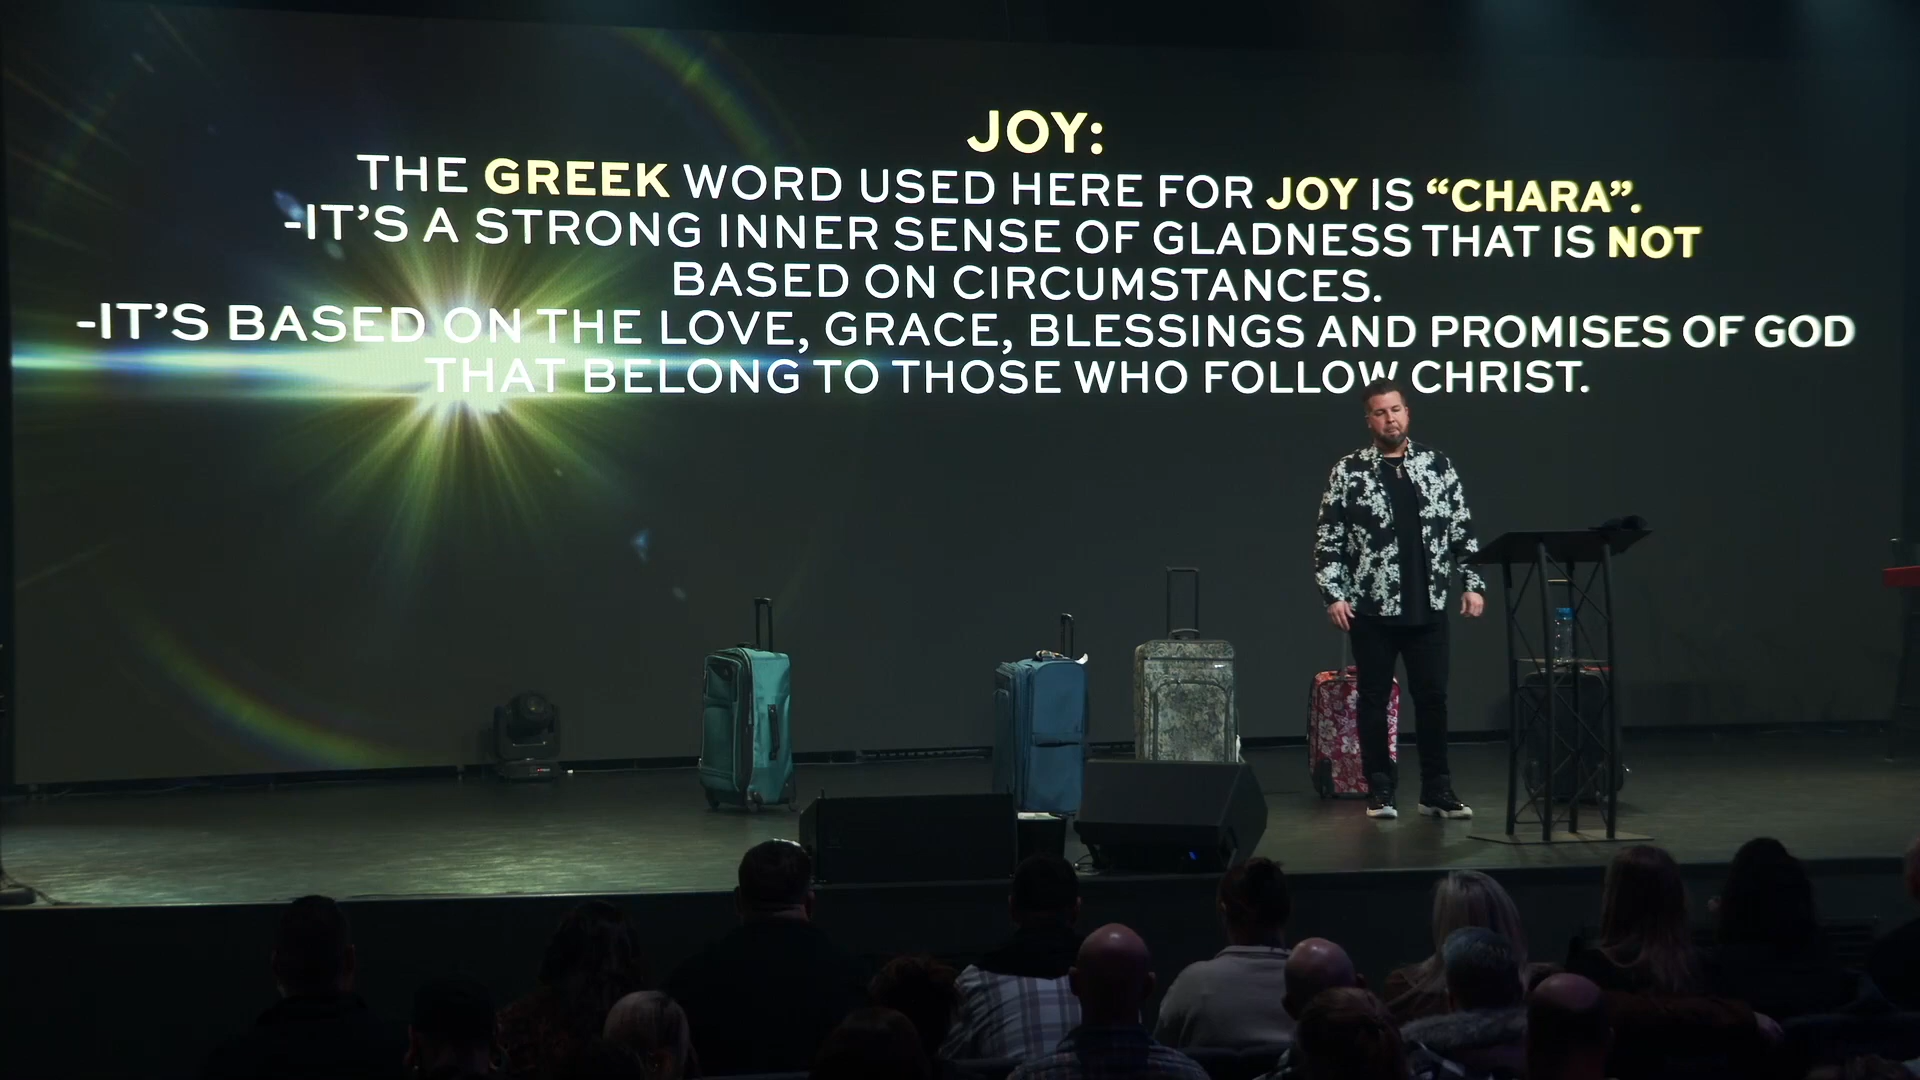 JOY:
THE GREEK WORD USED HERE FOR JOY IS “CHARA”.
-IT’S A STRONG INNER SENSE OF GLADNESS THAT IS NOT
BASED ON CIRCUMSTANCES.
-IT’S BASED ON THE LOVE, GRACE, BLESSINGS AND PROMISES OF GOD
THAT BELONG TO THOSE WHO FOLLOW CHRIST.